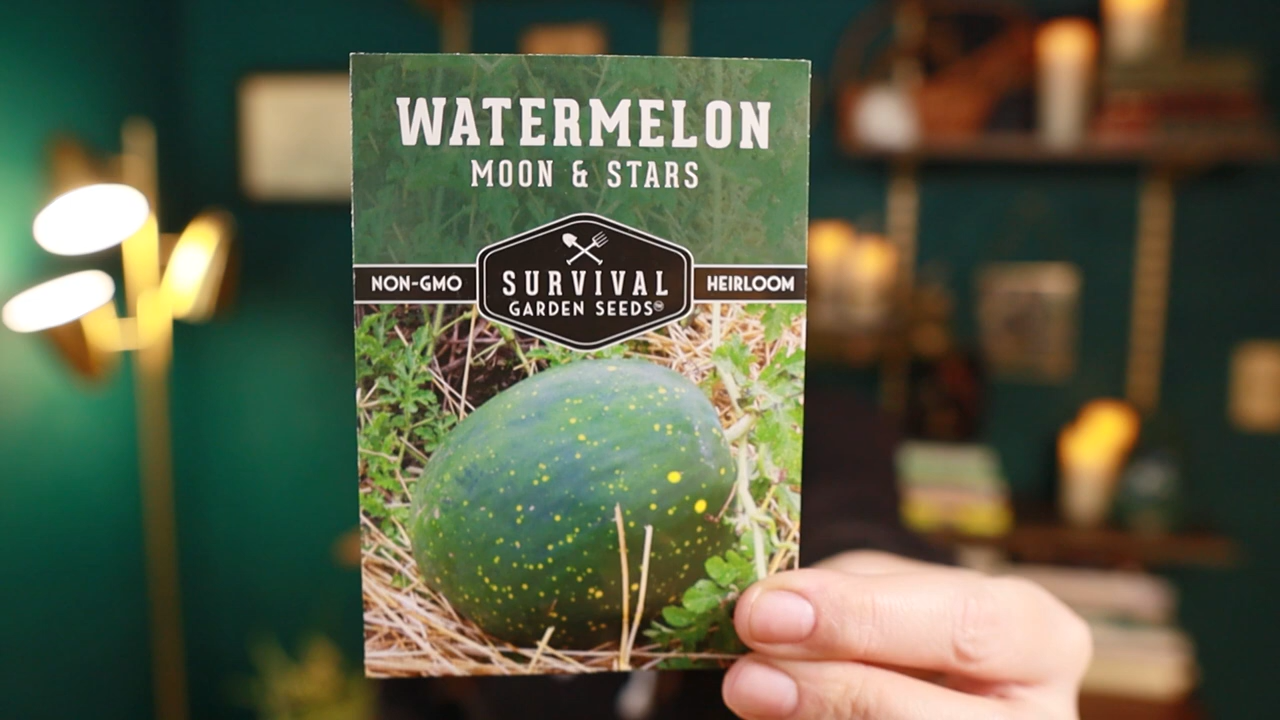 WATERMELON
MOON & STARS
NON-GMO
SURVIVAL
GARDEN SEEDS
HEIRLOOM